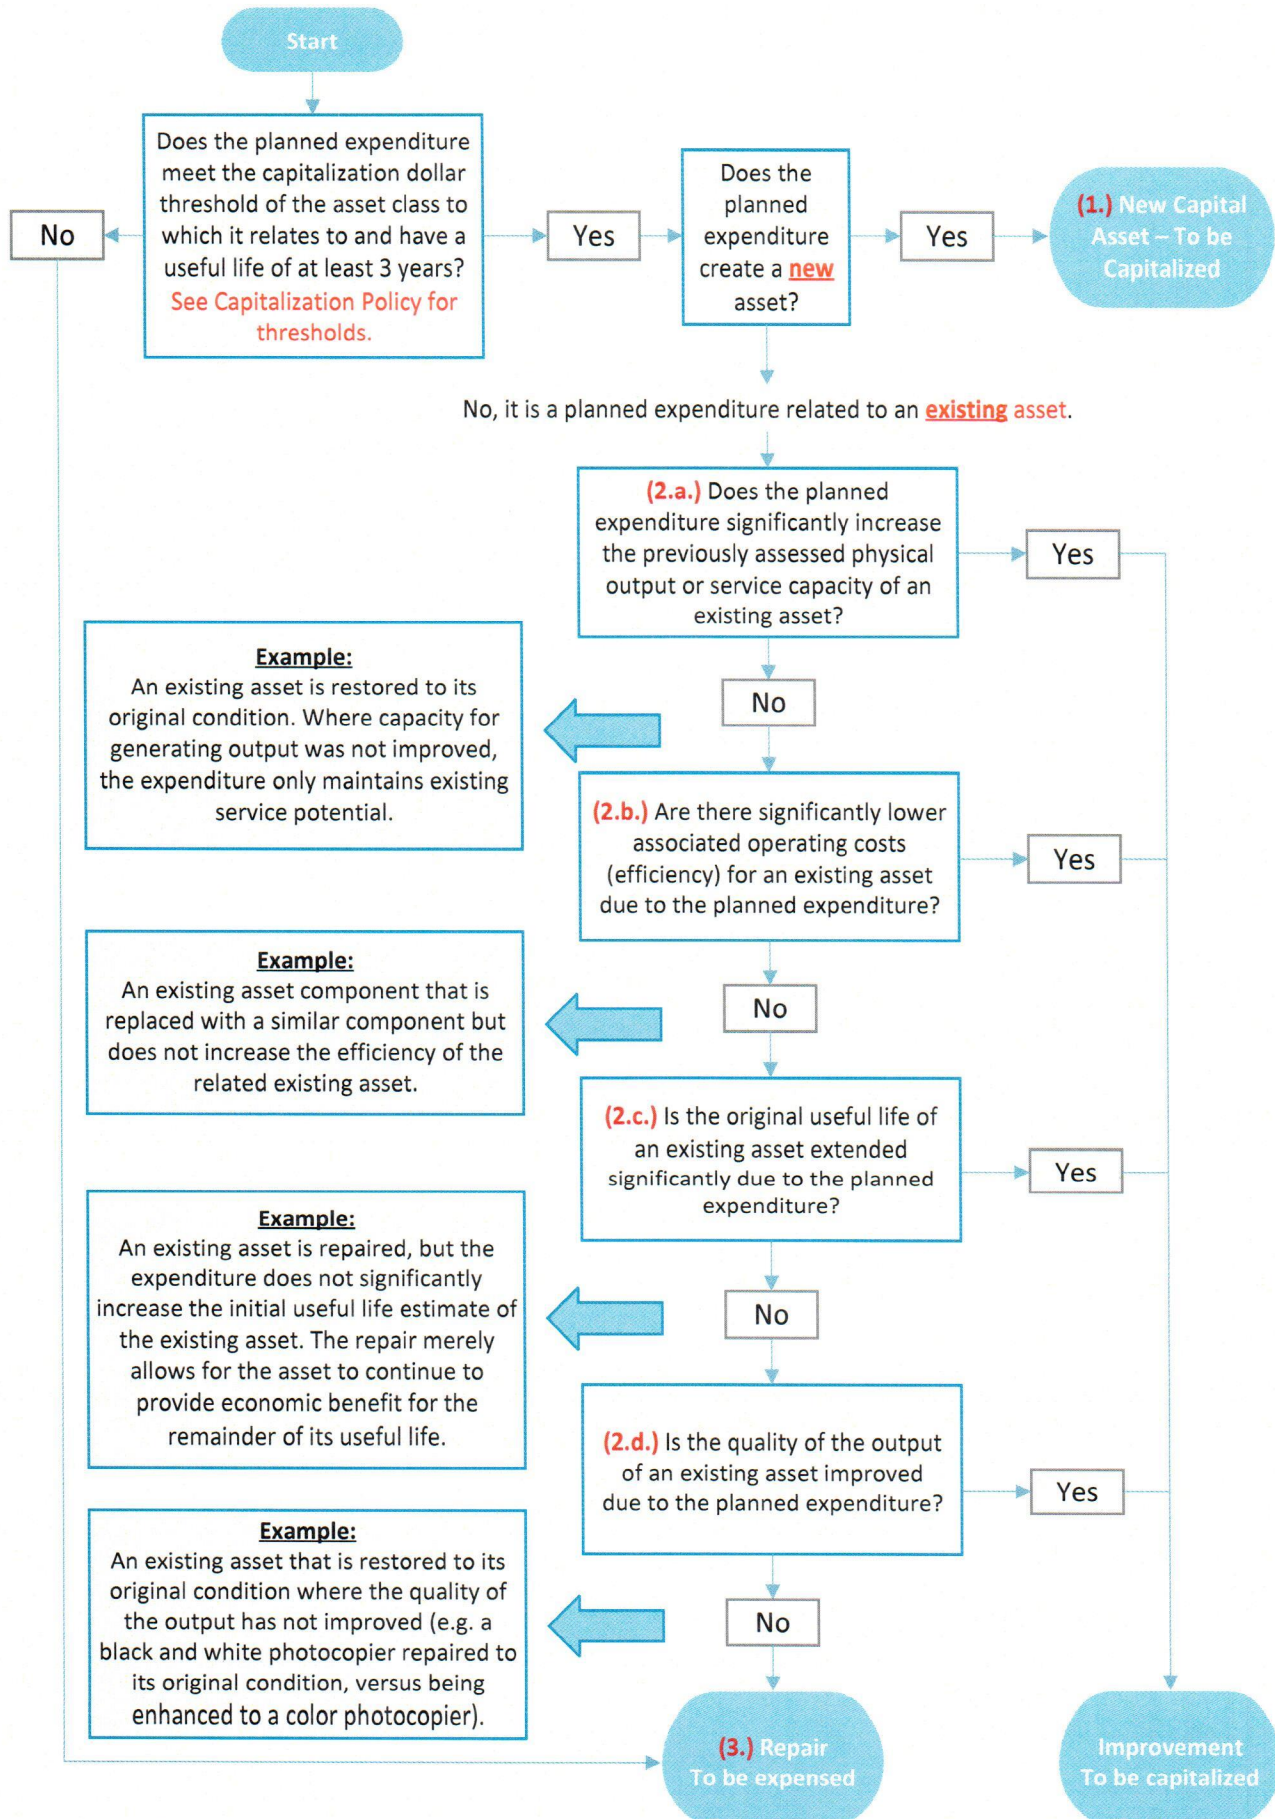 Start
Does the planned expenditure
meet the capitalization dollar
threshold of the asset class to
which it relates to and have a
useful life of at least 3 years?
See Capitalization Policy for
thresholds.
No
Yes
Does the
planned
expenditure
create a new
asset?
Yes
(1.) New Capital
Asset – To be
Capitalized
No, it is a planned expenditure related to an existing asset.
(2.a.) Does the planned
expenditure significantly increase
the previously assessed physical
output or service capacity of an
existing asset?
Yes
No
Example:
An existing asset is restored to its
original condition. Where capacity for
generating output was not improved,
the expenditure only maintains existing
service potential.
(2.b.) Are there significantly lower
associated operating costs
(efficiency) for an existing asset
due to the planned expenditure?
Yes
No
Example:
An existing asset component that is
replaced with a similar component but
does not increase the efficiency of the
related existing asset.
(2.c.) Is the original useful life of
an existing asset extended
significantly due to the planned
expenditure?
Yes
No
Example:
An existing asset is repaired, but the
expenditure does not significantly
increase the initial useful life estimate of
the existing asset. The repair merely
allows for the asset to continue to
provide economic benefit for the
remainder of its useful life.
(2.d.) Is the quality of the output
of an existing asset improved
due to the planned expenditure?
Yes
No
Example:
An existing asset that is restored to its
original condition where the quality of
the output has not improved (e.g. a
black and white photocopier repaired to
its original condition, versus being
enhanced to a color photocopier).
(3.) Repair
To be expensed
Improvement
To be capitalized